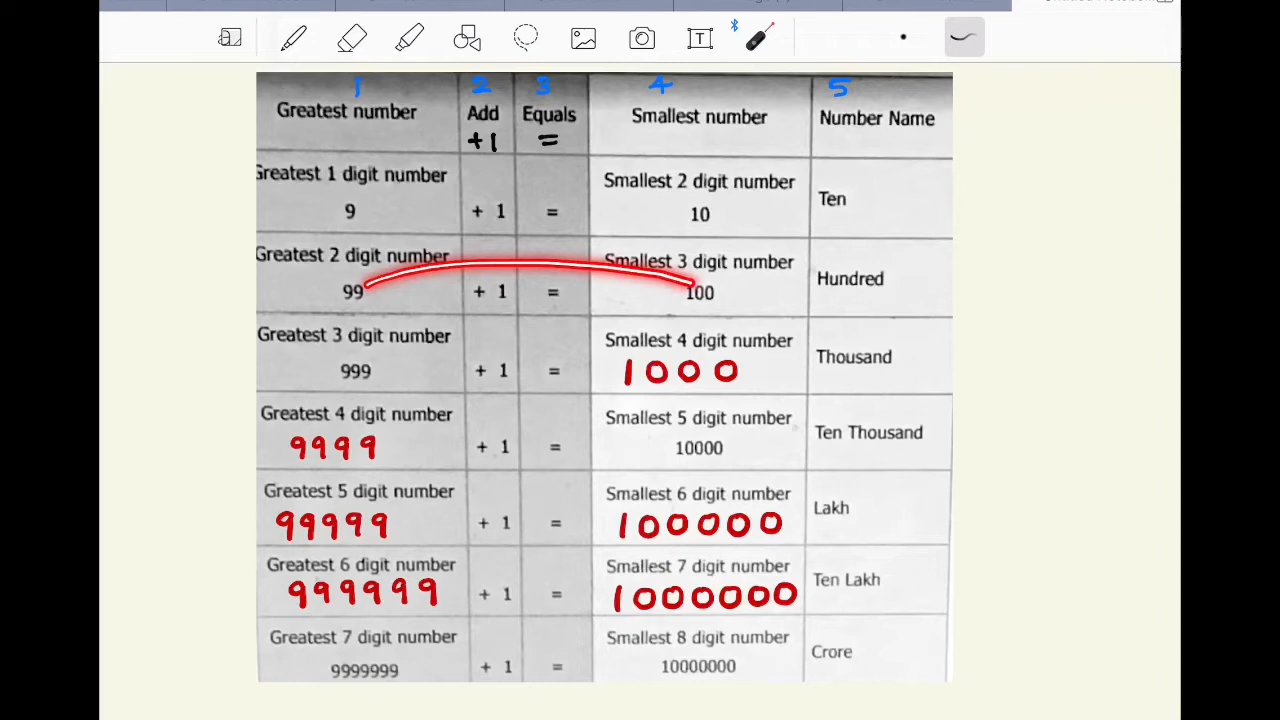 1 2 3 4 5
Greatest number Add Equals Smallest number Number Name
+1 =
Greatest 1 digit number Smallest 2 digit number
9 + 1 = 10 Ten
Greatest 2 digit number Smallest 3 digit number
99 + 1 = 100 Hundred
Greatest 3 digit number Smallest 4 digit number
999 + 1 = 1000 Thousand
Greatest 4 digit number Smallest 5 digit number
9999 + 1 = 10000 Ten Thousand
Greatest 5 digit number Smallest 6 digit number
99999 + 1 = 100000 Lakh
Greatest 6 digit number Smallest 7 digit number
999999 + 1 = 1000000 Ten Lakh
Greatest 7 digit number Smallest 8 digit number
9999999 + 1 = 10000000 Crore